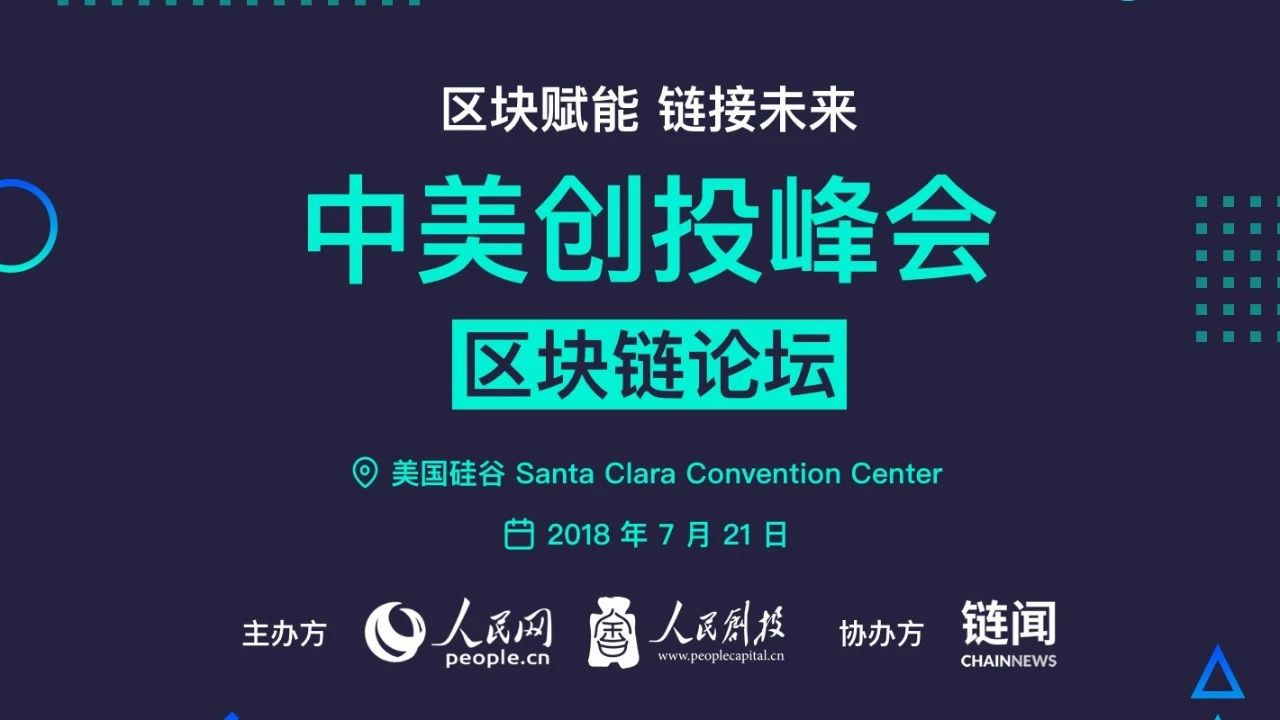 区块赋能 链接未来
中美创投峰会
区块链论坛
美国硅谷 Santa Clara Convention Center
2018 年 7 月 21 日
主办方 人民网 people.cn 人民創投 www.peoplecapital.cn 协办方 链闻 CHAINNEWS